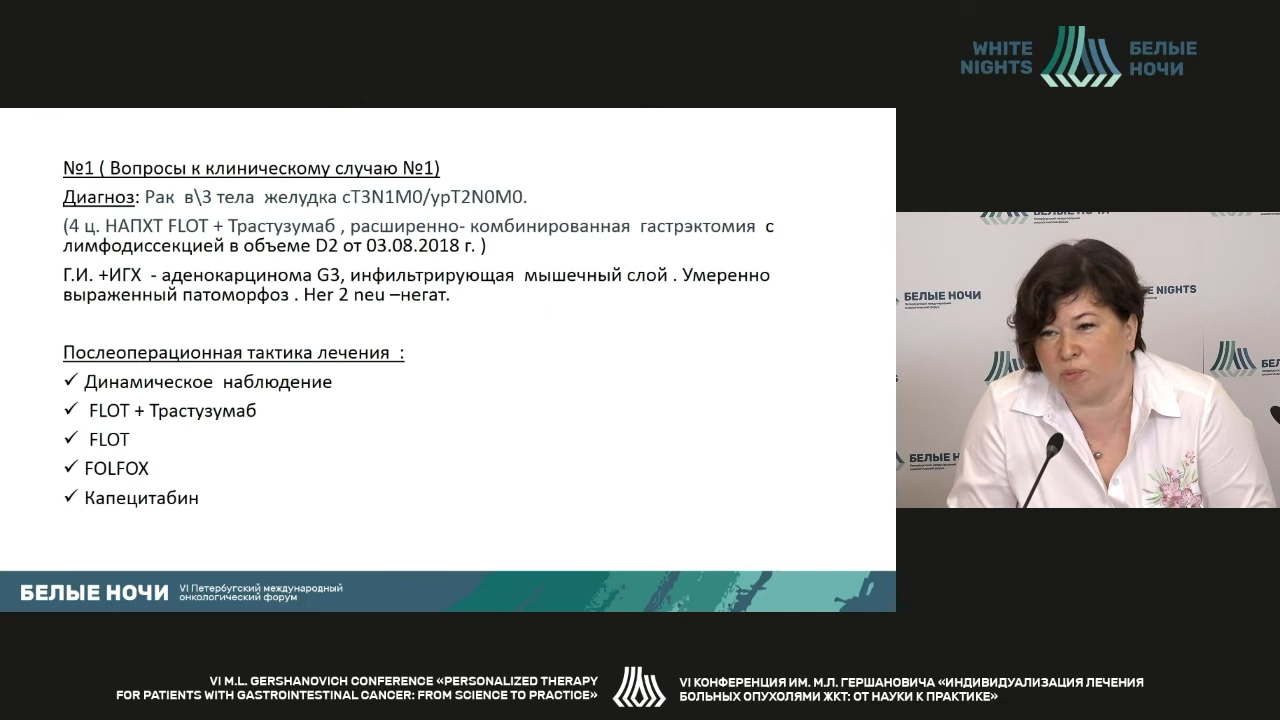 WHITE
NIGHTS
БЕЛЫЕ
НОЧИ
№1 ( Вопросы к клиническому случаю №1)
Диагноз: Рак в\3 тела желудка cT3N1M0/ypT2N0M0.
(4 ц. НАПХТ FLOT + Трастузумаб , расширенно- комбинированная гастрэктомия с
лимфодиссекцией в объеме D2 от 03.08.2018 г. )
Г.И. +ИГХ - аденокарцинома G3, инфильтрирующая мышечный слой . Умеренно
выраженный патоморфоз . Her 2 neu –негат.
Послеоперационная тактика лечения :
✓ Динамическое наблюдение
✓ FLOT + Трастузумаб
✓ FLOT
✓ FOLFOX
✓ Капецитабин
БЕЛЫЕ НОЧИ
VI Петербугский международный
онкологический форум
БЕЛЫЕ НОЧИ
NIGHTS
БЕЛЫЕ
VI M.L. GERSHANOVICH CONFERENCE «PERSONALIZED THERAPY
FOR PATIENTS WITH GASTROINTESTINAL CANCER: FROM SCIENCE TO PRACTICE»
VI КОНФЕРЕНЦИЯ ИМ. М.Л. ГЕРШАНОВИЧА «ИНДИВИДУАЛИЗАЦИЯ ЛЕЧЕНИЯ
БОЛЬНЫХ ОПУХОЛЯМИ ЖКТ: ОТ НАУКИ К ПРАКТИКЕ»